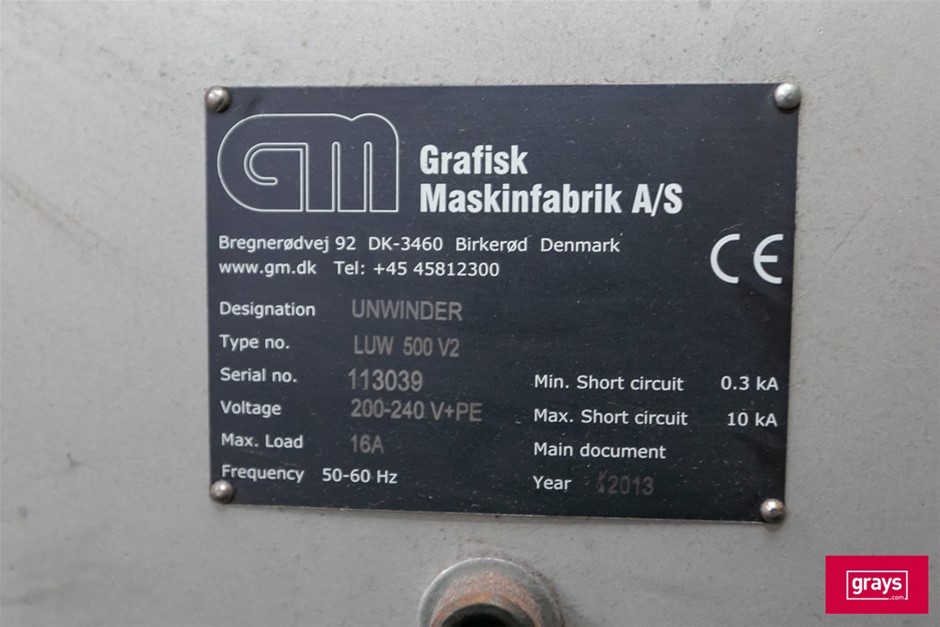 GM
Grafisk
Maskinfabrik A/S
Bregnerødvej 92 DK-3460 Birkerød Denmark
www.gm.dk Tel: +45 45812300
CE
Designation UNWINDER
Type no. LUW 500 V2
Serial no. 113039
Min. Short circuit 0.3 kA
Voltage 200-240 V+PE
Max. Short circuit 10 kA
Max. Load 16A
Main document
Frequency 50-60 Hz
Year 2013
grays
.com